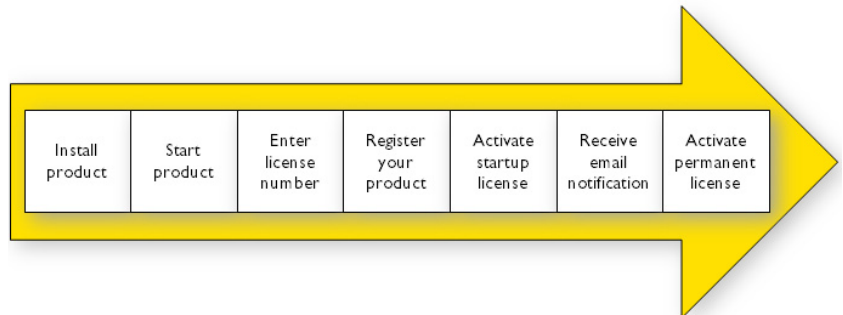 Install
product
Start
product
Enter
license
number
Register
your
product
Activate
startup
license
Receive
email
notification
Activate
permanent
license